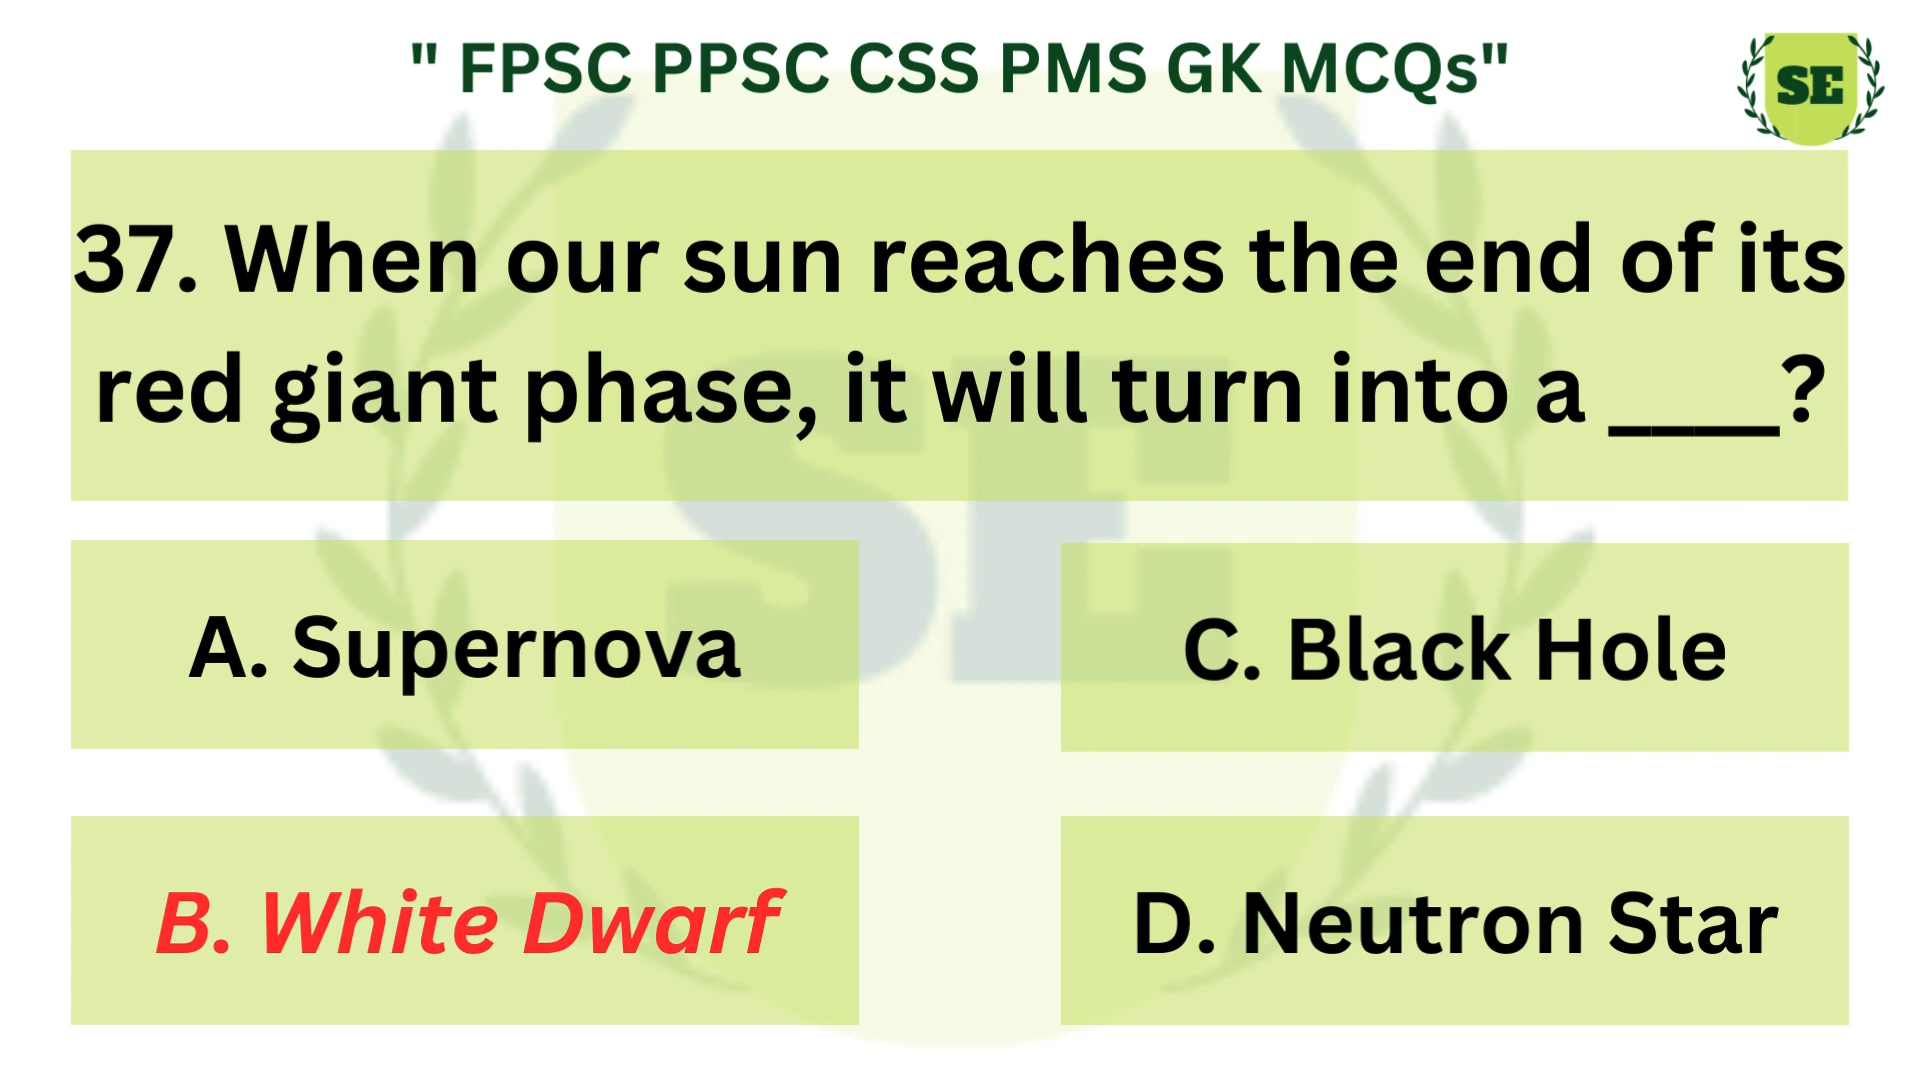 " FPSC PPSC CSS PMS GK MCQs"
SE
37. When our sun reaches the end of its
red giant phase, it will turn into a ____?
A. Supernova
C. Black Hole
B. White Dwarf
D. Neutron Star
SE